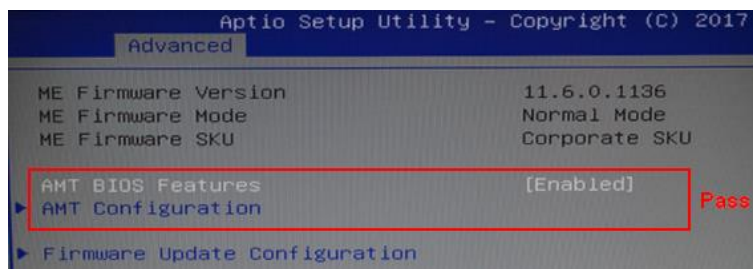 Aptio Setup Utility - Copyright (C) 2017
Advanced
ME Firmware Version 11.6.0.1136
ME Firmware Mode Normal Mode
ME Firmware SKU Corporate SKU
AMT BIOS Features [Enabled]
AMT Configuration
Pass
Firmware Update Configuration